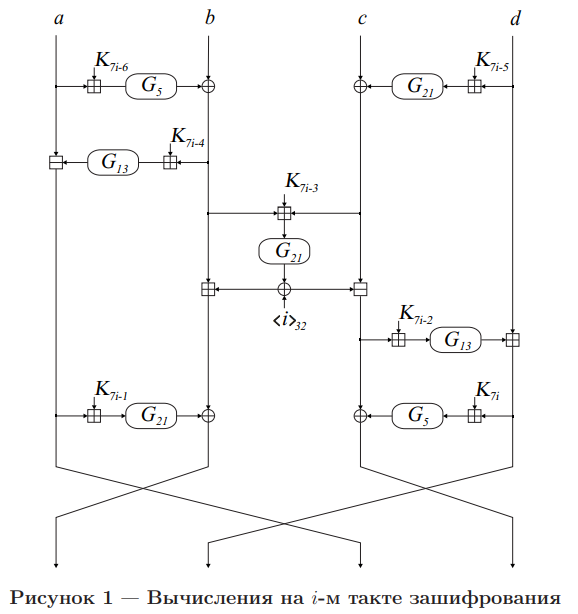 a b c d
K7i-6 K7i-5
G5 G21
K7i-4
G13
K7i-3
G21
<i>32
K7i-2
G13
K7i-1 K7i
G21 G5
Рисунок 1 — Вычисления на i-м такте зашифрования